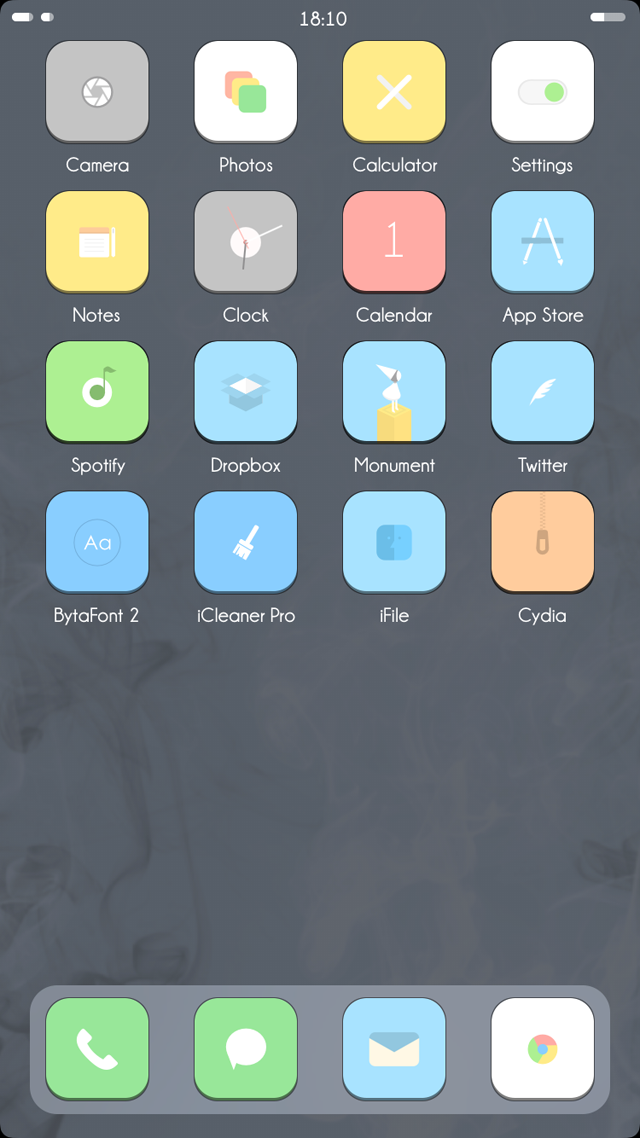 18:10
Camera Photos Calculator Settings
1
Notes Clock Calendar App Store
Spotify Dropbox Monument Twitter
Aa
BytaFont 2 iCleaner Pro iFile Cydia